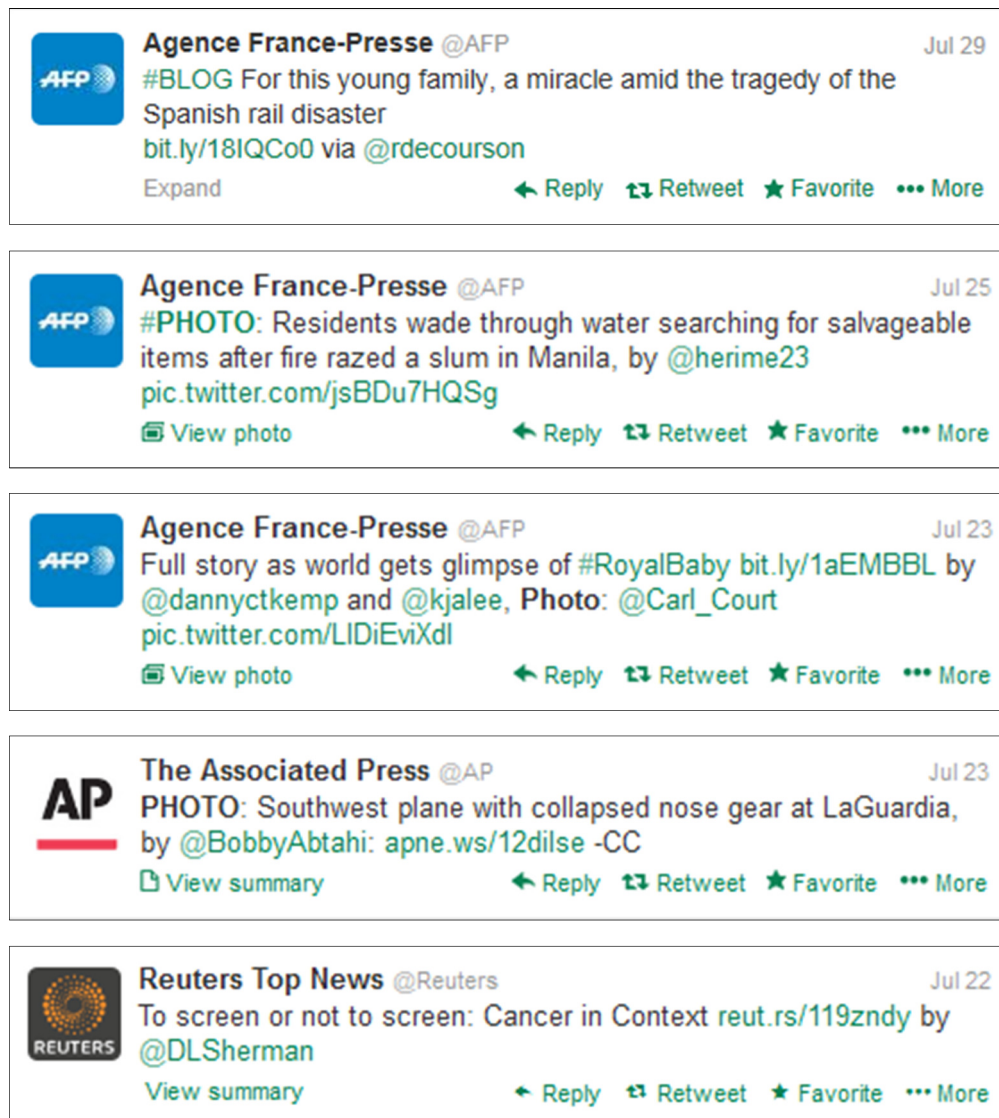 Agence France-Presse @AFP Jul 29
AFP
#BLOG For this young family, a miracle amid the tragedy of the
Spanish rail disaster
bit.ly/18IQCo0 via @rdecourson
Expand Reply Retweet Favorite More
Agence France-Presse @AFP Jul 25
AFP
#PHOTO: Residents wade through water searching for salvageable
items after fire razed a slum in Manila, by @herime23
pic.twitter.com/jsBDu7HQSg
View photo Reply Retweet Favorite More
Agence France-Presse @AFP Jul 23
AFP
Full story as world gets glimpse of #RoyalBaby bit.ly/1aEMBBL by
@dannyctkemp and @kjalee, Photo: @Carl_Court
pic.twitter.com/LIDiEviXdl
View photo Reply Retweet Favorite More
The Associated Press @AP Jul 23
AP
PHOTO: Southwest plane with collapsed nose gear at LaGuardia,
by @BobbyAbtahi: apne.ws/12dilse -CC
View summary Reply Retweet Favorite More
Reuters Top News @Reuters Jul 22
To screen or not to screen: Cancer in Context reut.rs/119zndy by
REUTERS
@DLSherman
View summary Reply Retweet Favorite More